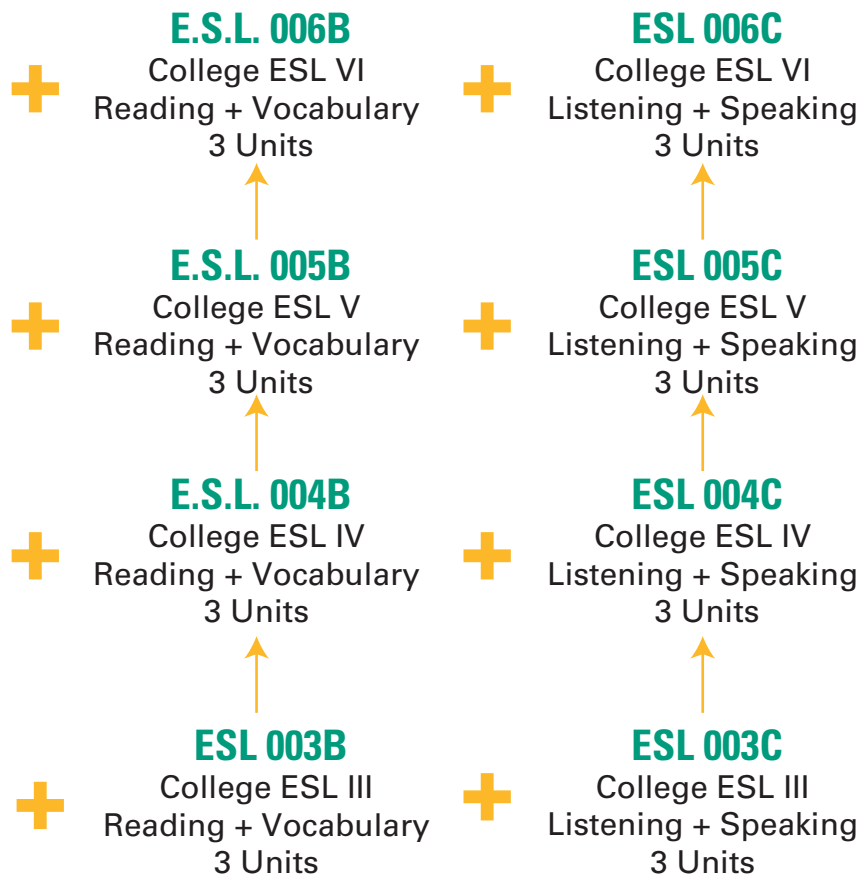 E.S.L. 006B
College ESL VI
Reading + Vocabulary
3 Units
ESL 006C
College ESL VI
Listening + Speaking
3 Units
E.S.L. 005B
College ESL V
Reading + Vocabulary
3 Units
ESL 005C
College ESL V
Listening + Speaking
3 Units
E.S.L. 004B
College ESL IV
Reading + Vocabulary
3 Units
ESL 004C
College ESL IV
Listening + Speaking
3 Units
ESL 003B
College ESL III
Reading + Vocabulary
3 Units
ESL 003C
College ESL III
Listening + Speaking
3 Units